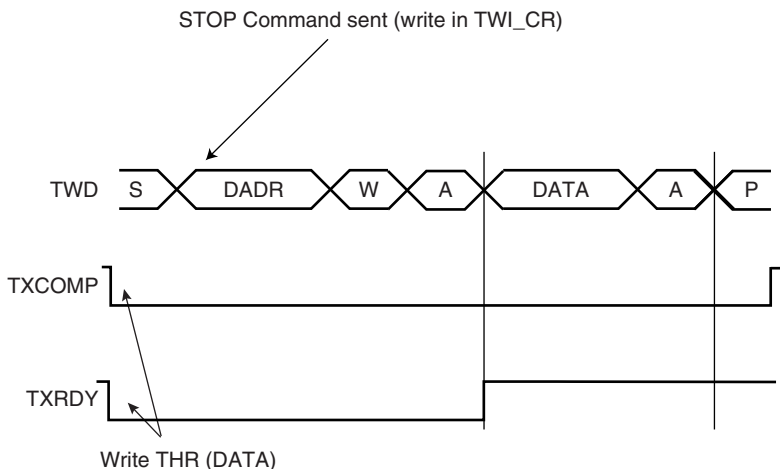 STOP Command sent (write in TWI_CR)
TWD S DADR W A DATA A P
TXCOMP
TXRDY
Write THR (DATA)